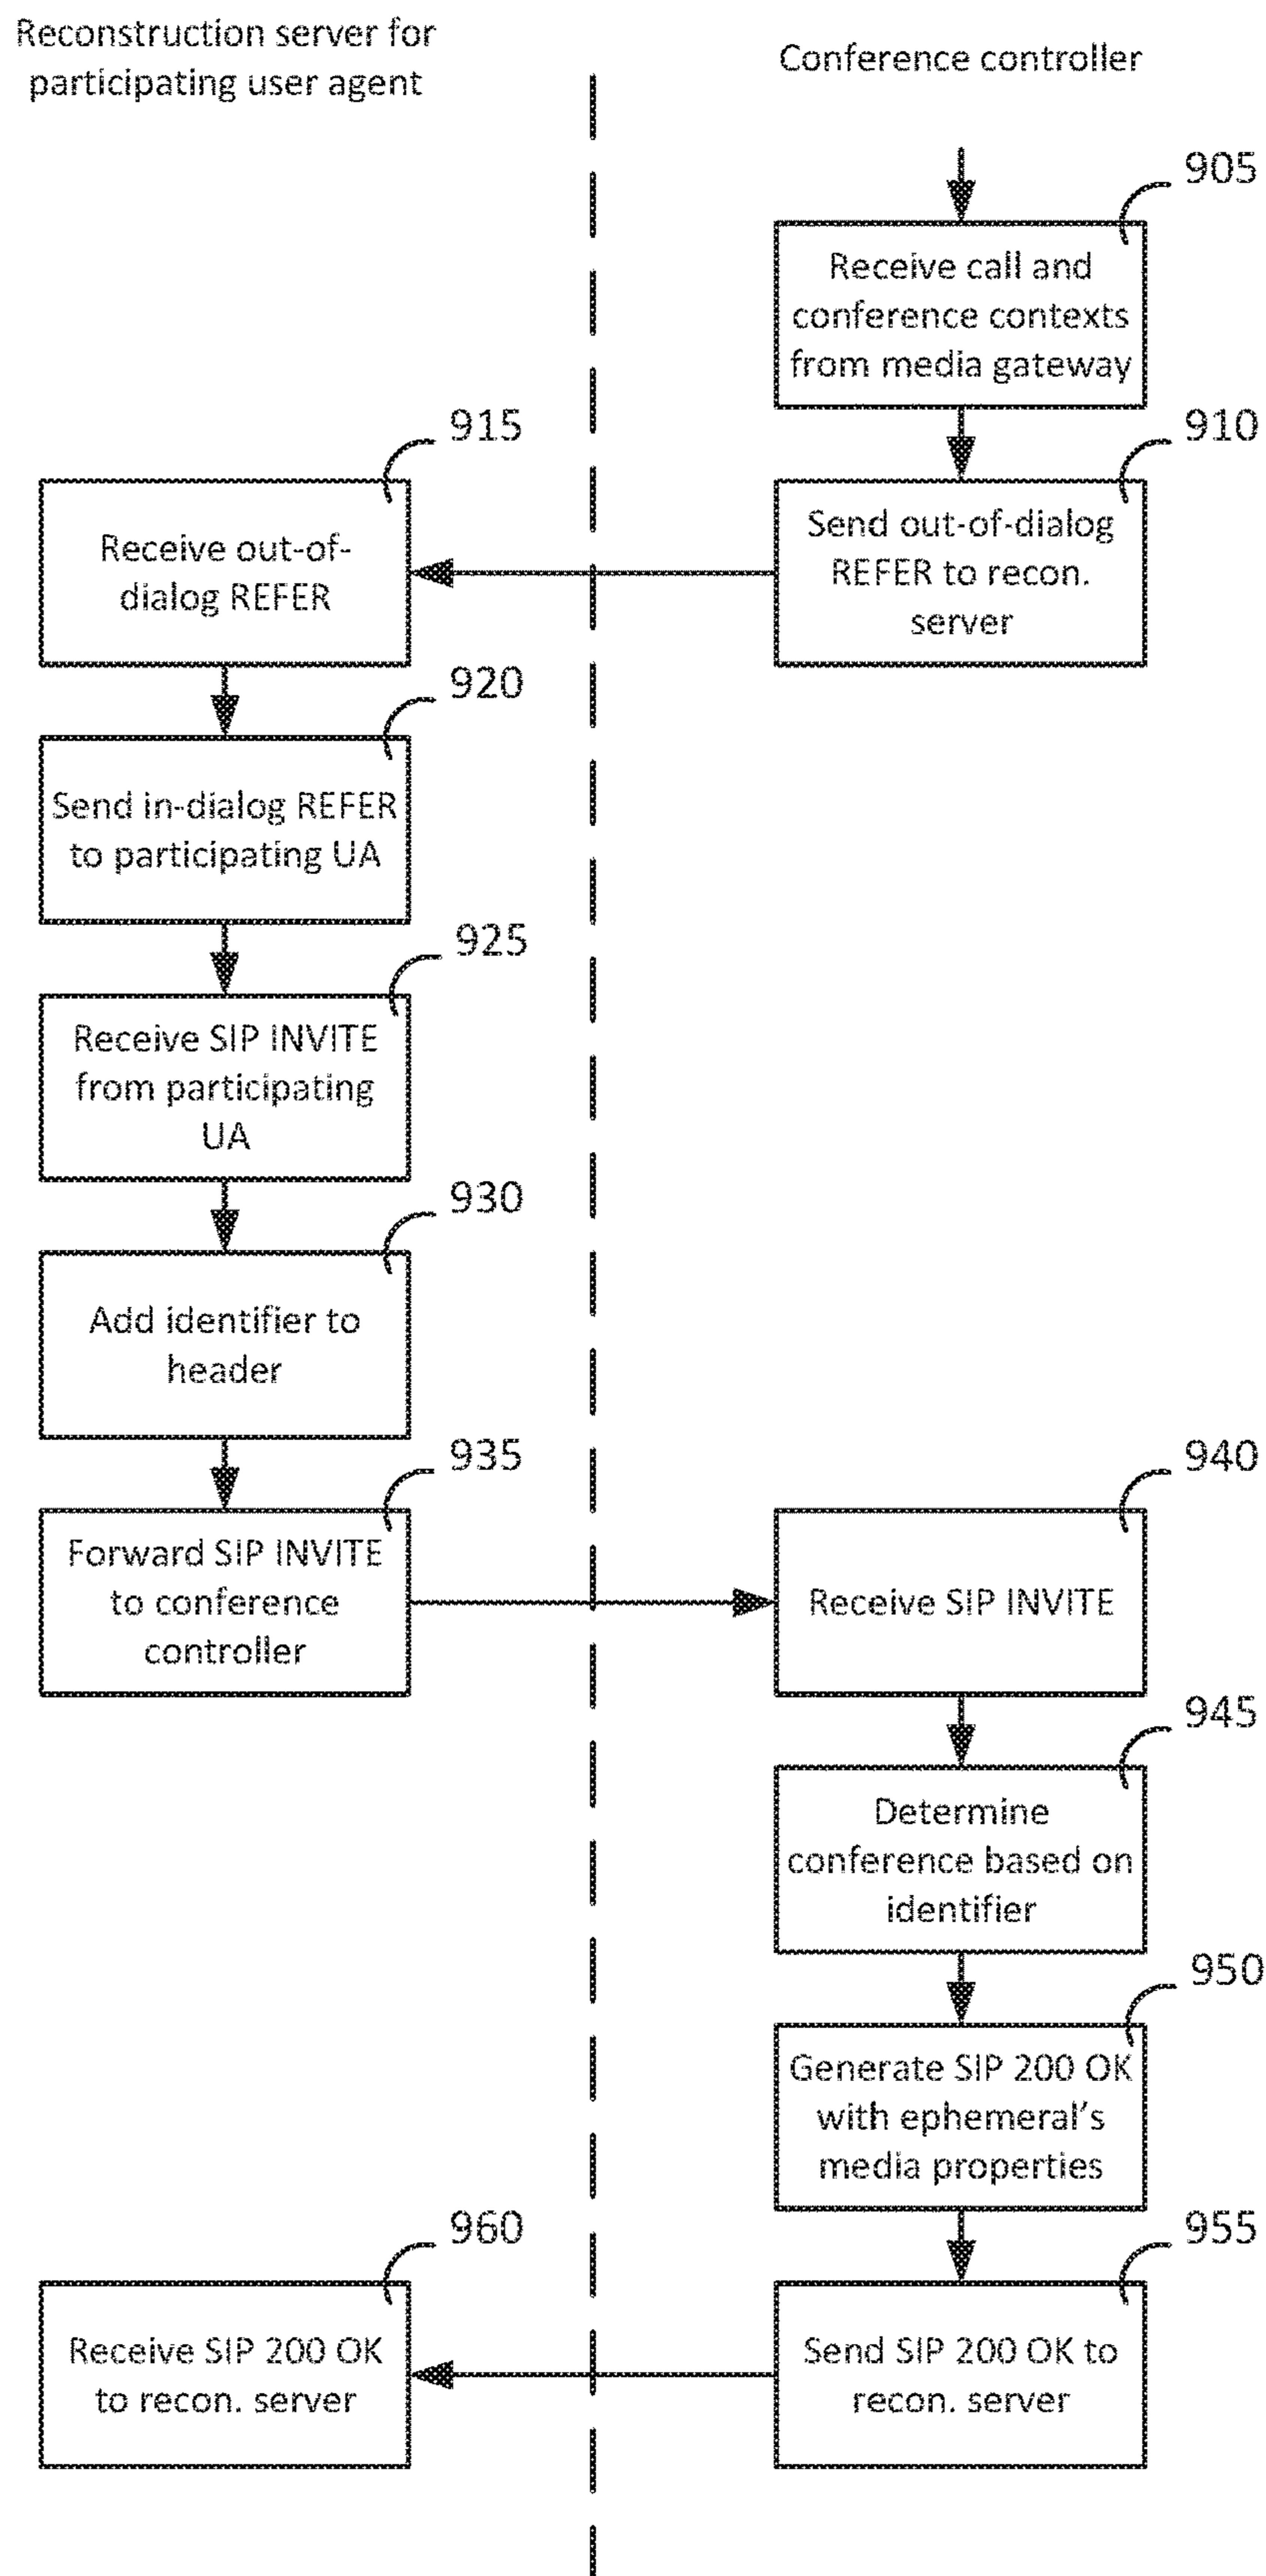 Reconstruction server for
participating user agent
Conference controller
905
Receive call and
conference contexts
from media gateway
910
Send out-of-dialog
REFER to recon.
server
915
Receive out-of-
dialog REFER
920
Send in-dialog REFER
to participating UA
925
Receive SIP INVITE
from participating
UA
930
Add identifier to
header
935
Forward SIP INVITE
to conference
controller
940
Receive SIP INVITE
945
Determine
conference based on
identifier
950
Generate SIP 200 OK
with ephemeral's
media properties
955
Send SIP 200 OK to
recon. server
960
Receive SIP 200 OK
to recon. server